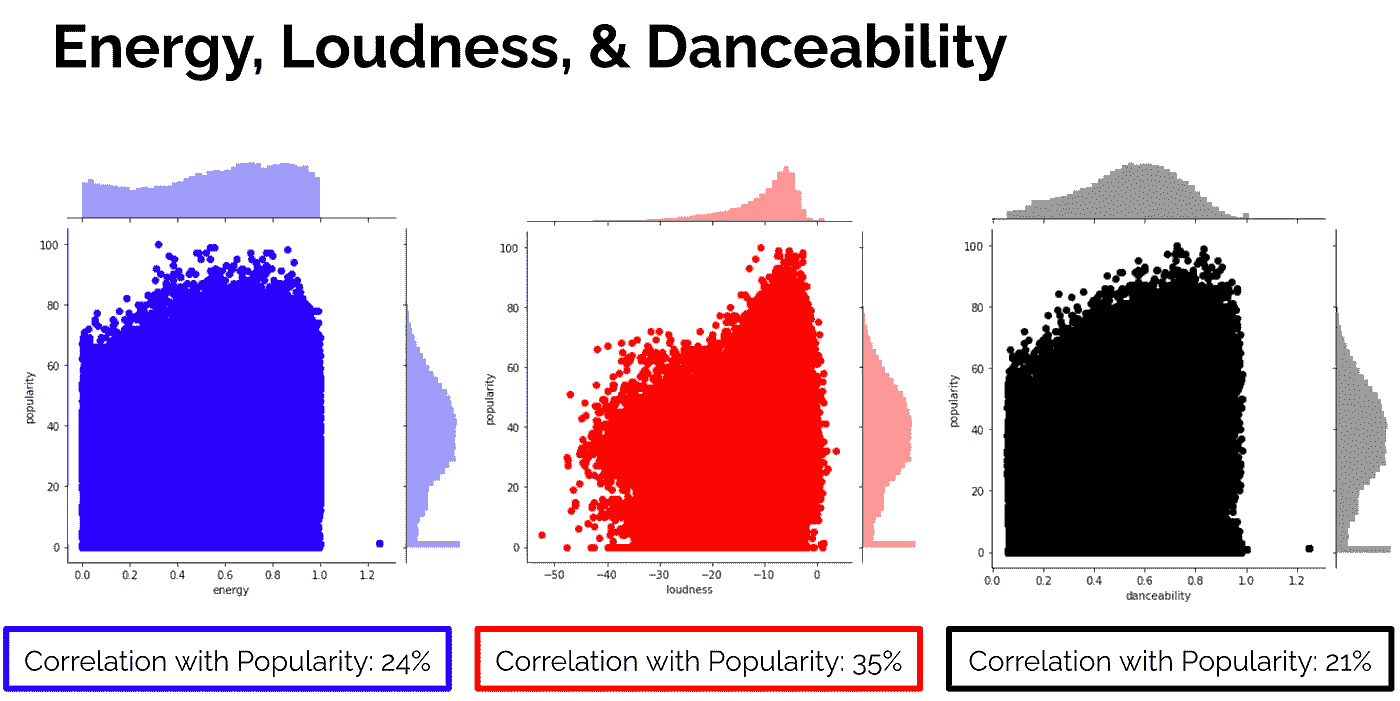 Energy, Loudness, & Danceability
100
80
60
40
20
0
popularity
0.0 0.2 0.4 0.6 0.8 1.0 1.2
energy
100
80
60
40
20
0
popularity
−50 −40 −30 −20 −10 0
loudness
100
80
60
40
20
0
popularity
0.0 0.2 0.4 0.6 0.8 1.0 1.2
danceability
Correlation with Popularity: 24%
Correlation with Popularity: 35%
Correlation with Popularity: 21%